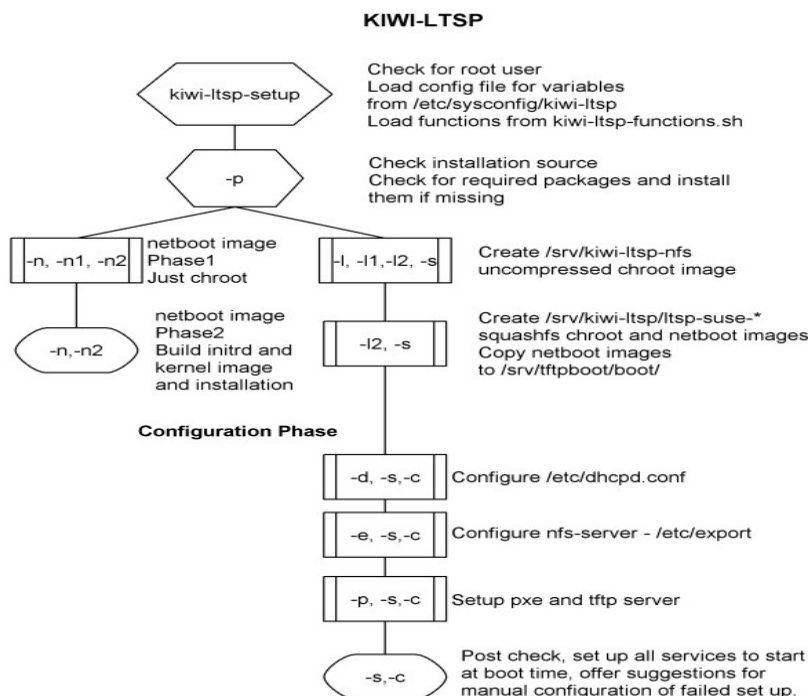 KIWI-LTSP
kiwi-ltsp-setup
Check for root user
Load config file for variables
from /etc/sysconfig/kiwi-ltsp
Load functions from kiwi-ltsp-functions.sh
-p
Check installation source
Check for required packages and install
them if missing
-n, -n1, -n2
netboot image
Phase1
Just chroot
-l, -l1,-l2, -s
Create /srv/kiwi-ltsp-nfs
uncompressed chroot image
-n,-n2
netboot image
Phase2
Build initrd and
kernel image
and installation
-l2, -s
Create /srv/kiwi-ltsp/ltsp-suse-*
squashfs chroot and netboot images
Copy netboot images
to /srv/tftpboot/boot/
Configuration Phase
-d, -s,-c
Configure /etc/dhcpd.conf
-e, -s,-c
Configure nfs-server - /etc/export
-p, -s,-c
Setup pxe and tftp server
-s,-c
Post check, set up all services to start
at boot time, offer suggestions for
manual configuration of failed set up.